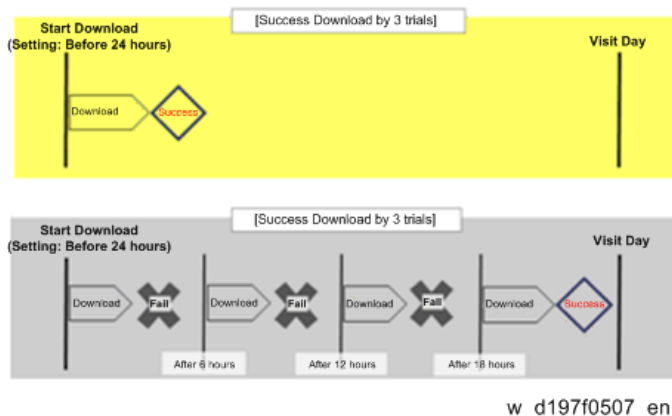 [Success Download by 3 trials]
Start Download
(Setting: Before 24 hours)
Visit Day
Download
Success
[Success Download by 3 trials]
Start Download
(Setting: Before 24 hours)
Visit Day
Download
Fail
Download
Fail
Download
Fail
Download
Success
After 6 hours
After 12 hours
After 18 hours
w_d197f0507_en